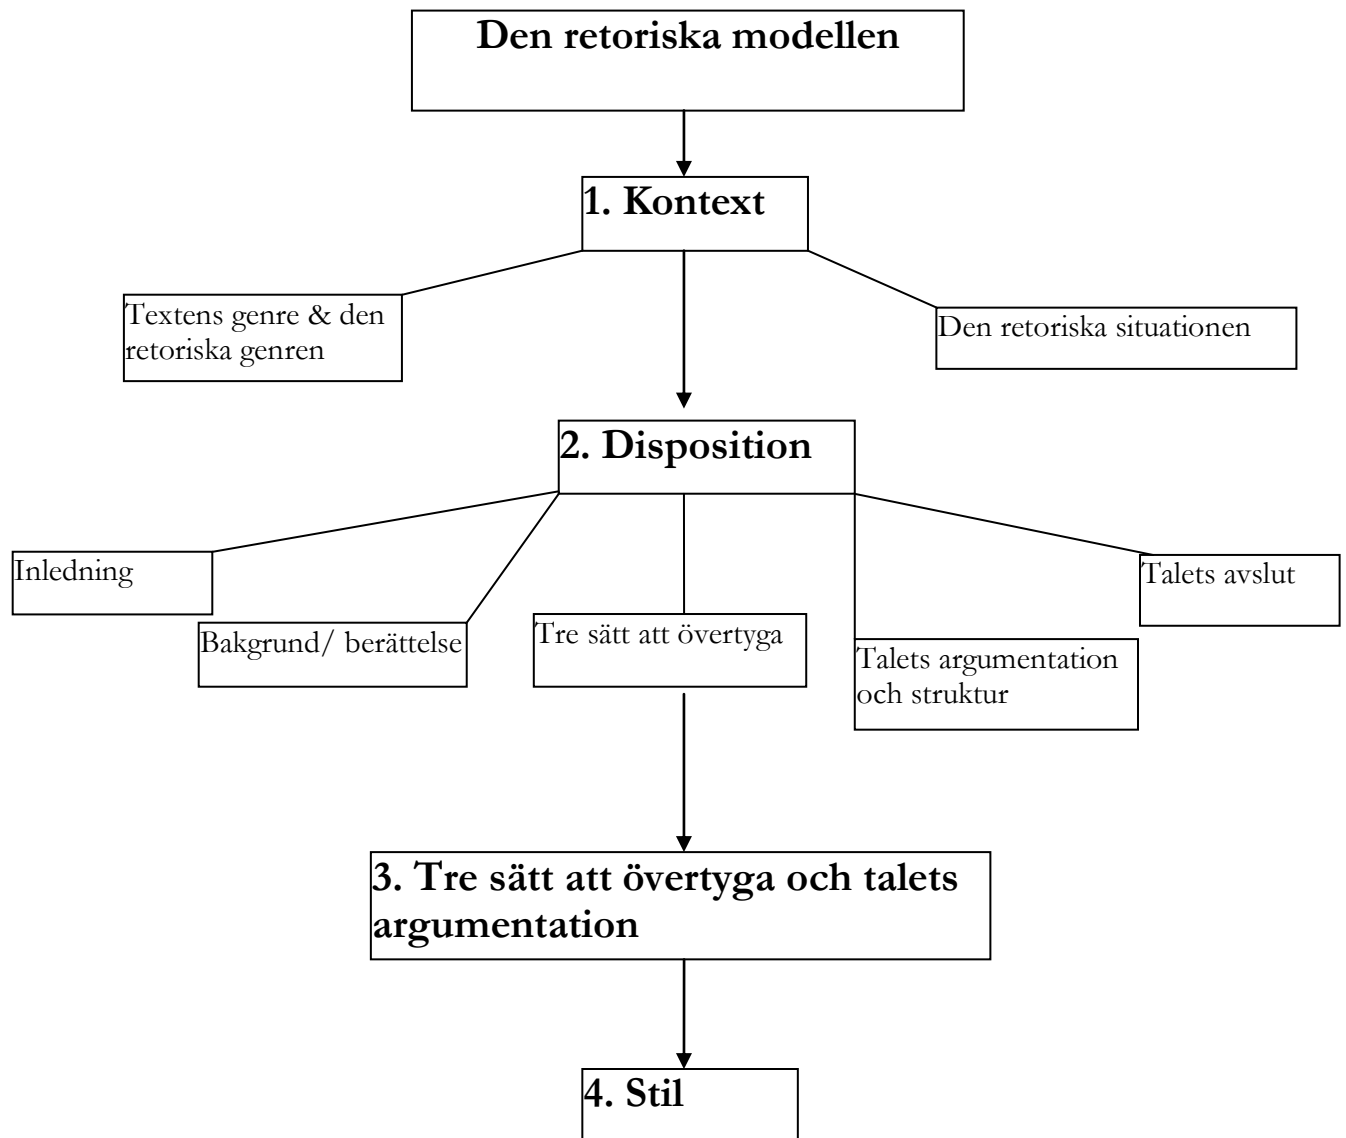 Den retoriska modellen
1. Kontext
Textens genre & den
retoriska genren
Den retoriska situationen
2. Disposition
Inledning
Bakgrund/ berättelse
Tre sätt att övertyga
Talets argumentation
och struktur
Talets avslut
3. Tre sätt att övertyga och talets
argumentation
4. Stil